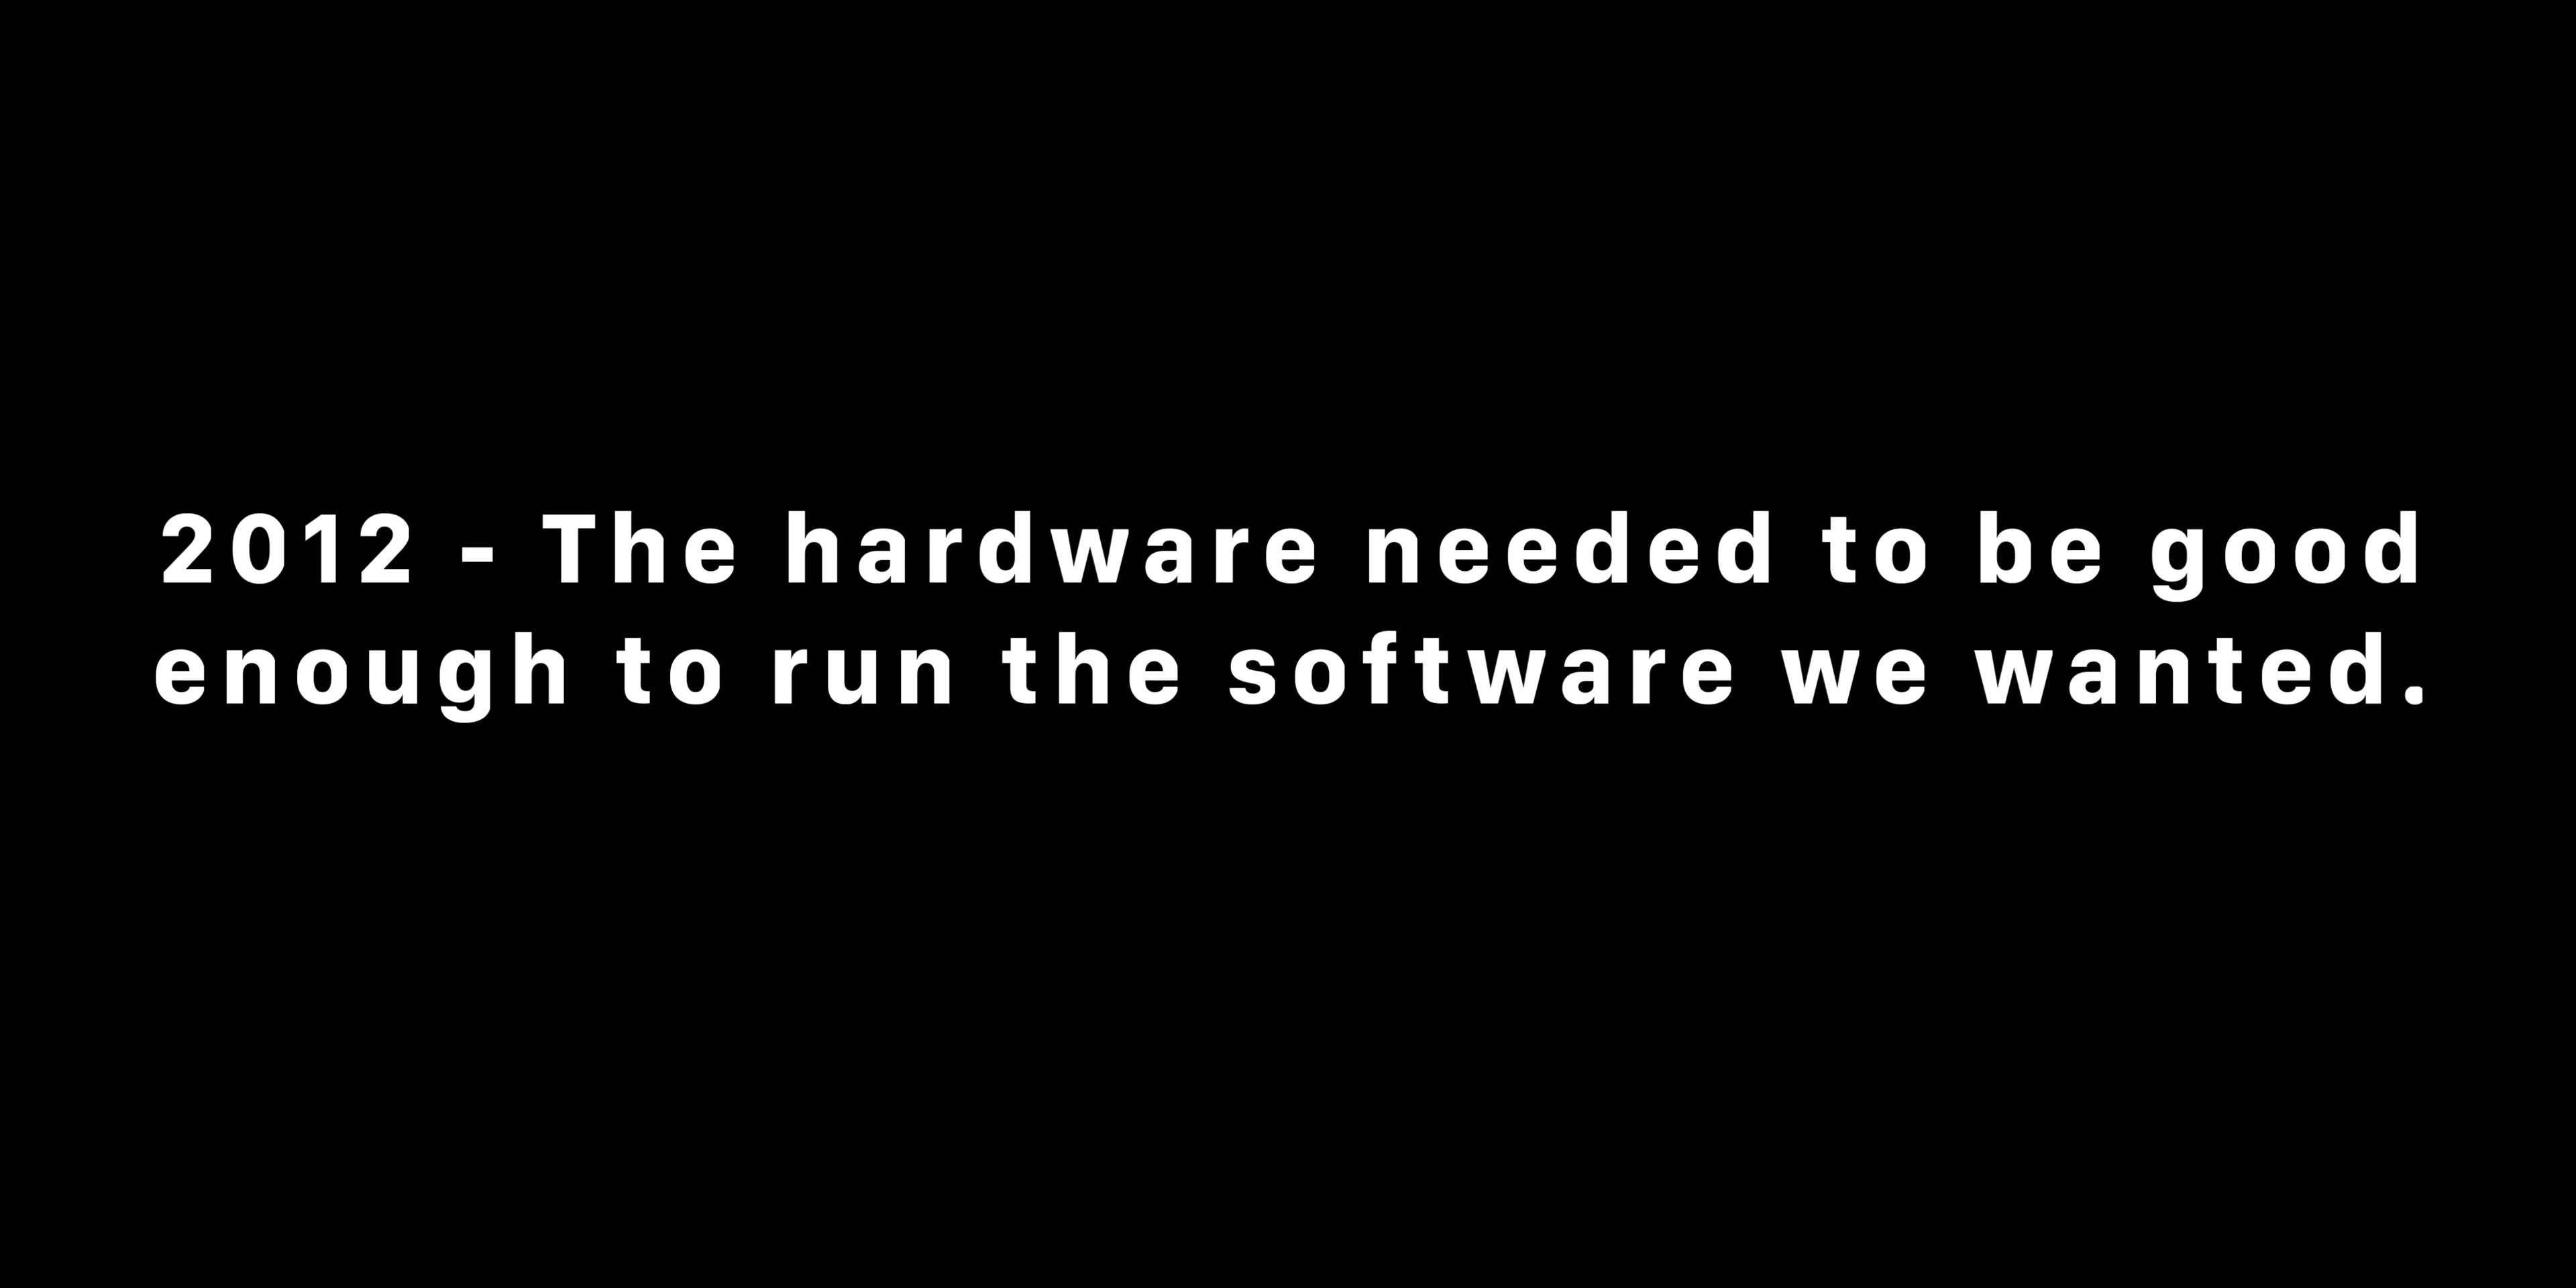 2012 - The hardware needed to be good
enough to run the software we wanted.